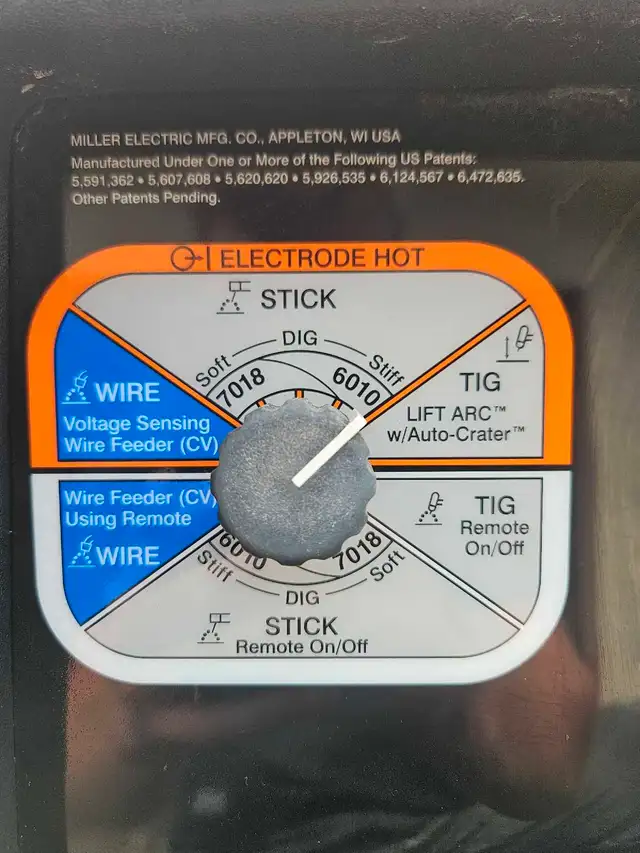 MILLER ELECTRIC MFG. CO., APPLETON, WI USA
Manufactured Under One or More of the Following US Patents:
5,591,362 • 5,607,608 • 5,620,620 • 5,926,535 • 6,124,567 • 6,472,635.
Other Patents Pending.
ELECTRODE HOT
STICK
DIG
Soft
Stiff
7018
6010
WIRE
Voltage Sensing
Wire Feeder (CV)
TIG
LIFT ARC™
w/Auto-Crater™
Wire Feeder (CV)
Using Remote
WIRE
TIG
Remote
On/Off
6010
7018
Stiff
Soft
DIG
STICK
Remote On/Off